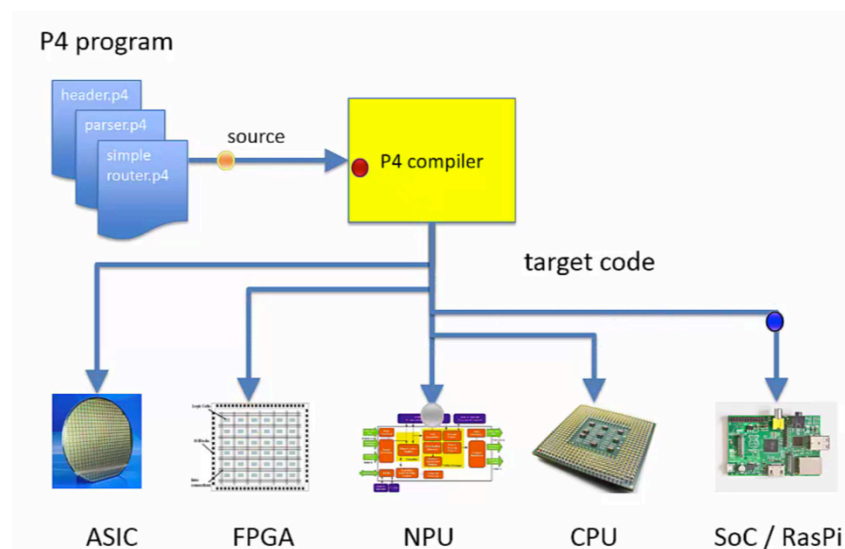 P4 program
header.p4
parser.p4
simple
router.p4
source
P4 compiler
target code
ASIC
FPGA
NPU
CPU
SoC / RasPi